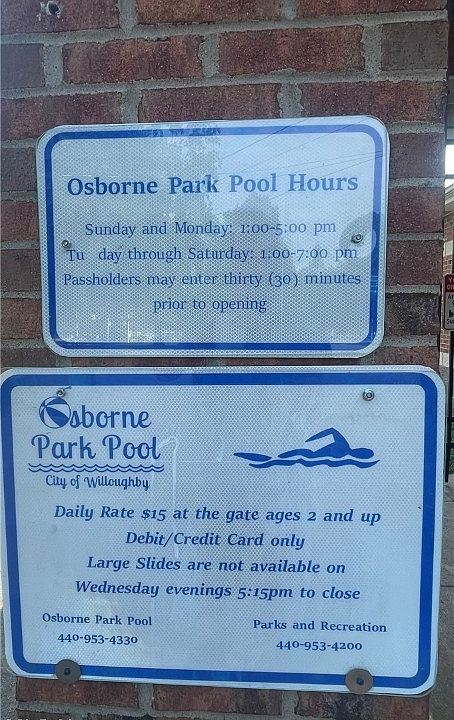 Osborne Park Pool Hours
Sunday and Monday: 1:00-5:00 pm
Tu day through Saturday: 1:00-7:00 pm
Passholders may enter thirty (30) minutes
prior to opening
Osborne
Park Pool
City of Willoughby
Daily Rate $15 at the gate ages 2 and up
Debit/Credit Card only
Large Slides are not available on
Wednesday evenings 5:15pm to close
Osborne Park Pool
440-953-4330
Parks and Recreation
440-953-4200